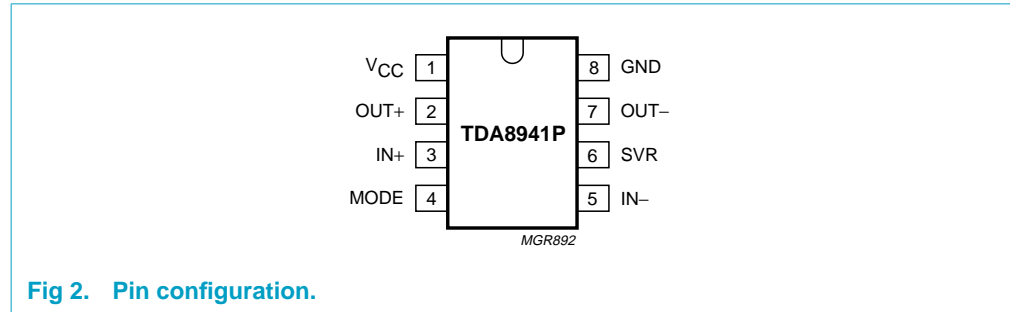 VCC 1 8 GND
OUT+ 2 7 OUT−
TDA8941P
IN+ 3 6 SVR
MODE 4 5 IN−
MGR892
Fig 2. Pin configuration.